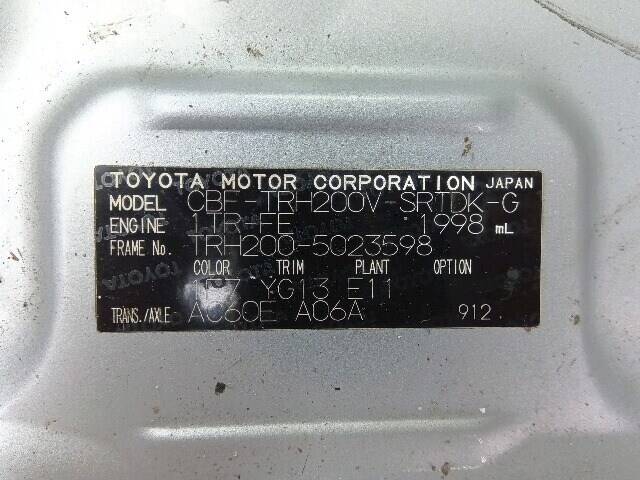 TOYOTA MOTOR CORPORATION JAPAN
MODEL CBF-TRH200V-SRTDK-G
ENGINE 1TR-FE 1998 mL
FRAME No. TRH200-5023598
COLOR TRIM PLANT OPTION
YG13 E11
TRANS./AXLE A060E A06A 912